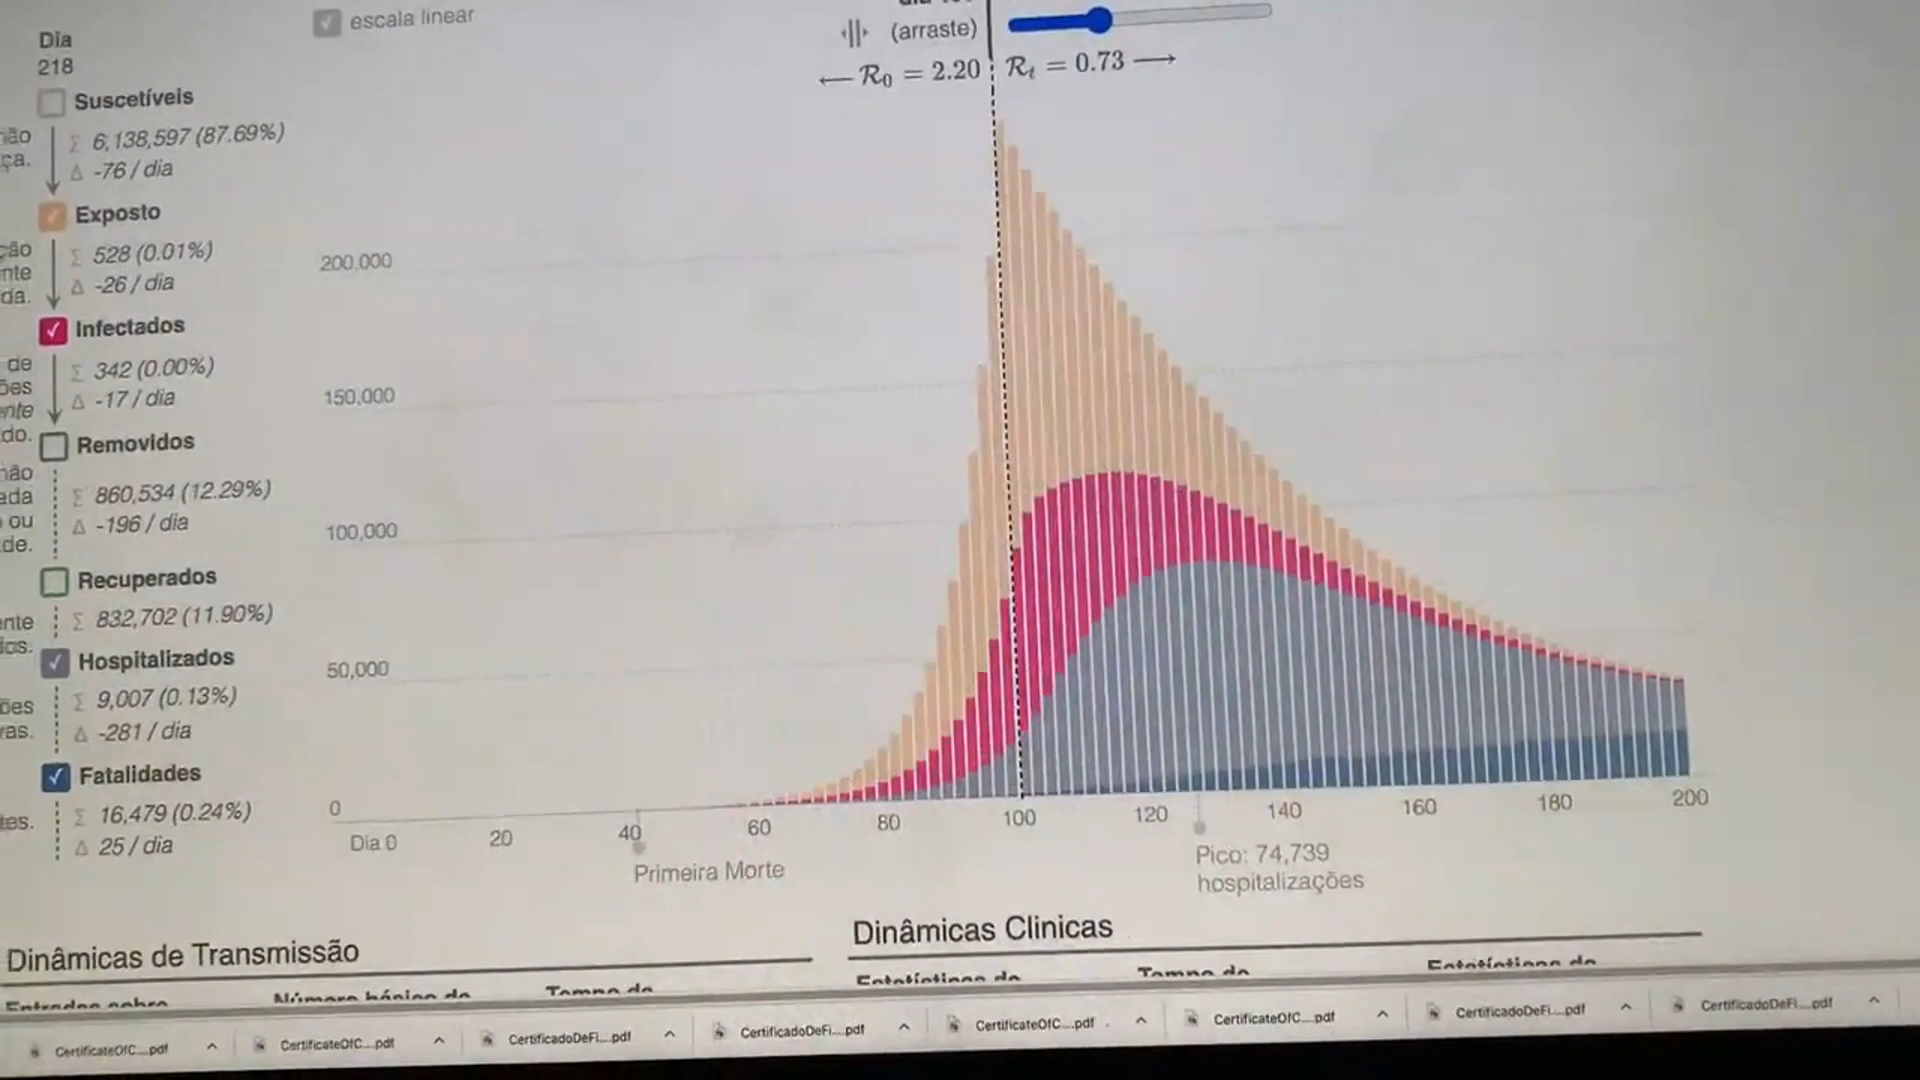 Dia
218
escala linear
(arraste)
← R₀ = 2.20
Rₜ = 0.73 →
Suscetíveis
Σ 6,138,597 (87.69%)
Δ -76 / dia
Exposto
Σ 528 (0.01%)
Δ -26 / dia
Infectados
Σ 342 (0.00%)
Δ -17 / dia
Removidos
Σ 860,534 (12.29%)
Δ -196 / dia
Recuperados
Σ 832,702 (11.90%)
Hospitalizados
Σ 9,007 (0.13%)
Δ -281 / dia
Fatalidades
Σ 16,479 (0.24%)
Δ 25 / dia
200,000
150,000
100,000
50,000
0
Dia 0 20 40 60 80 100 120 140 160 180 200
Primeira Morte
Pico: 74,739
hospitalizações
Dinâmicas de Transmissão
Dinâmicas Clinicas
CertificateOfC....pdf
CertificateOfC....pdf
CertificadoDeFi....pdf
CertificadoDeFi....pdf
CertificateOfC....pdf
CertificateOfC....pdf
CertificadoDeFi....pdf
CertificadoDeFi....pdf